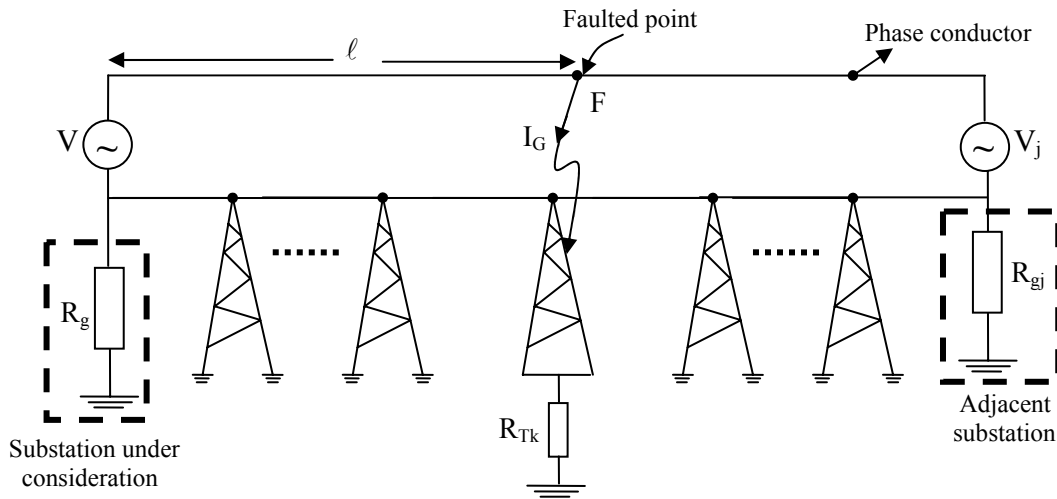 Faulted point
Phase conductor
ℓ
F
V
I_G
V_j
R_g
R_gj
R_Tk
Substation under
consideration
Adjacent
substation